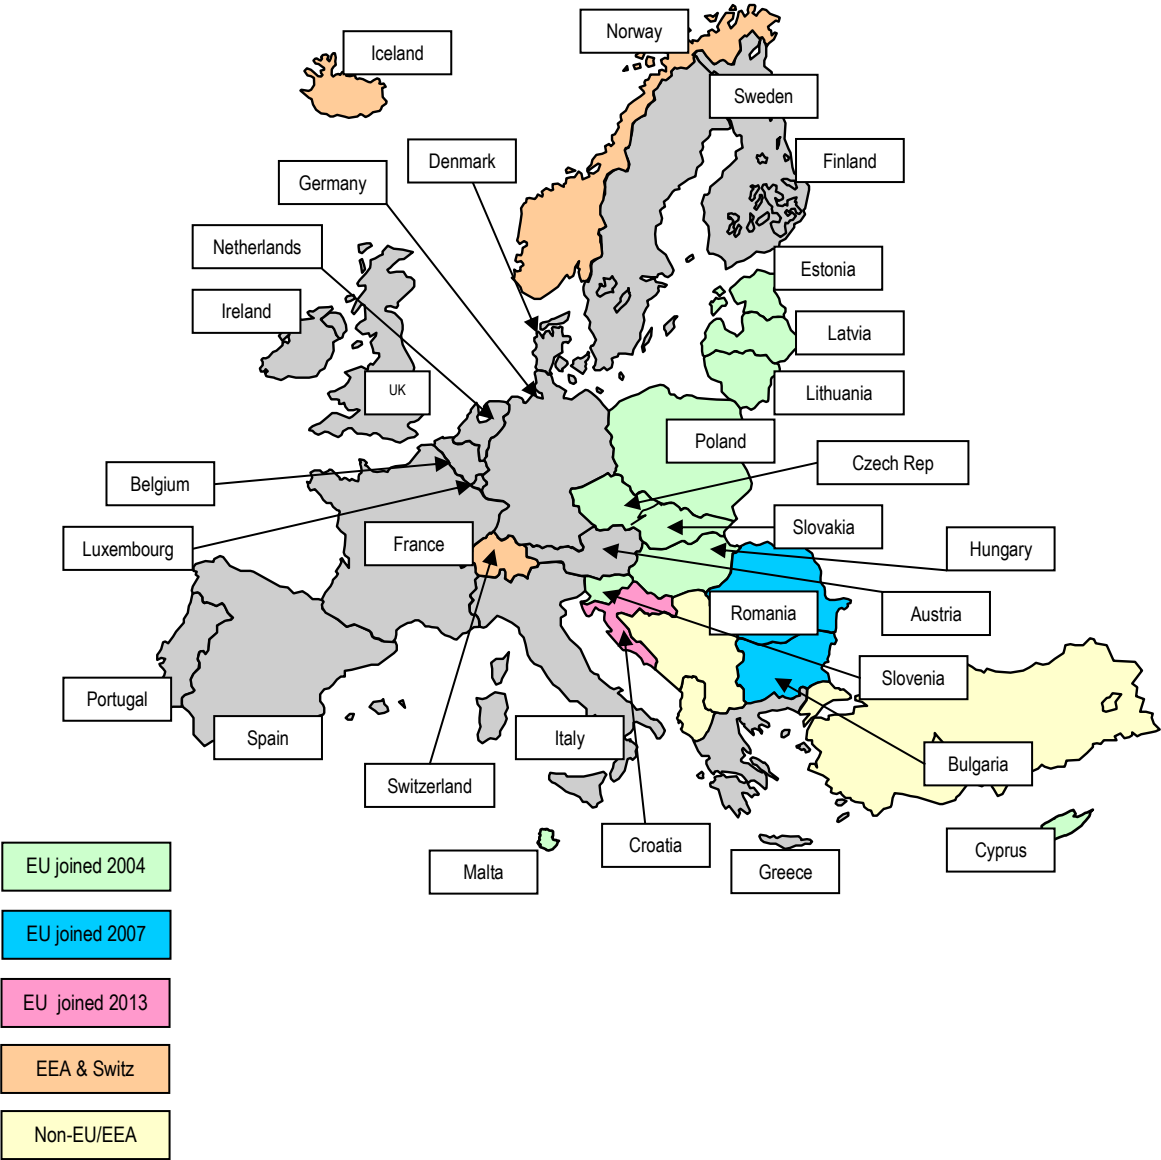 Norway
Iceland
Sweden
Denmark
Finland
Germany
Netherlands
Estonia
Ireland
Latvia
UK
Lithuania
Poland
Czech Rep
Belgium
Slovakia
Luxembourg
France
Hungary
Romania
Austria
Slovenia
Portugal
Spain
Italy
Bulgaria
Switzerland
Croatia
Cyprus
Malta
Greece
EU joined 2004
EU joined 2007
EU  joined 2013
EEA & Switz
Non-EU/EEA